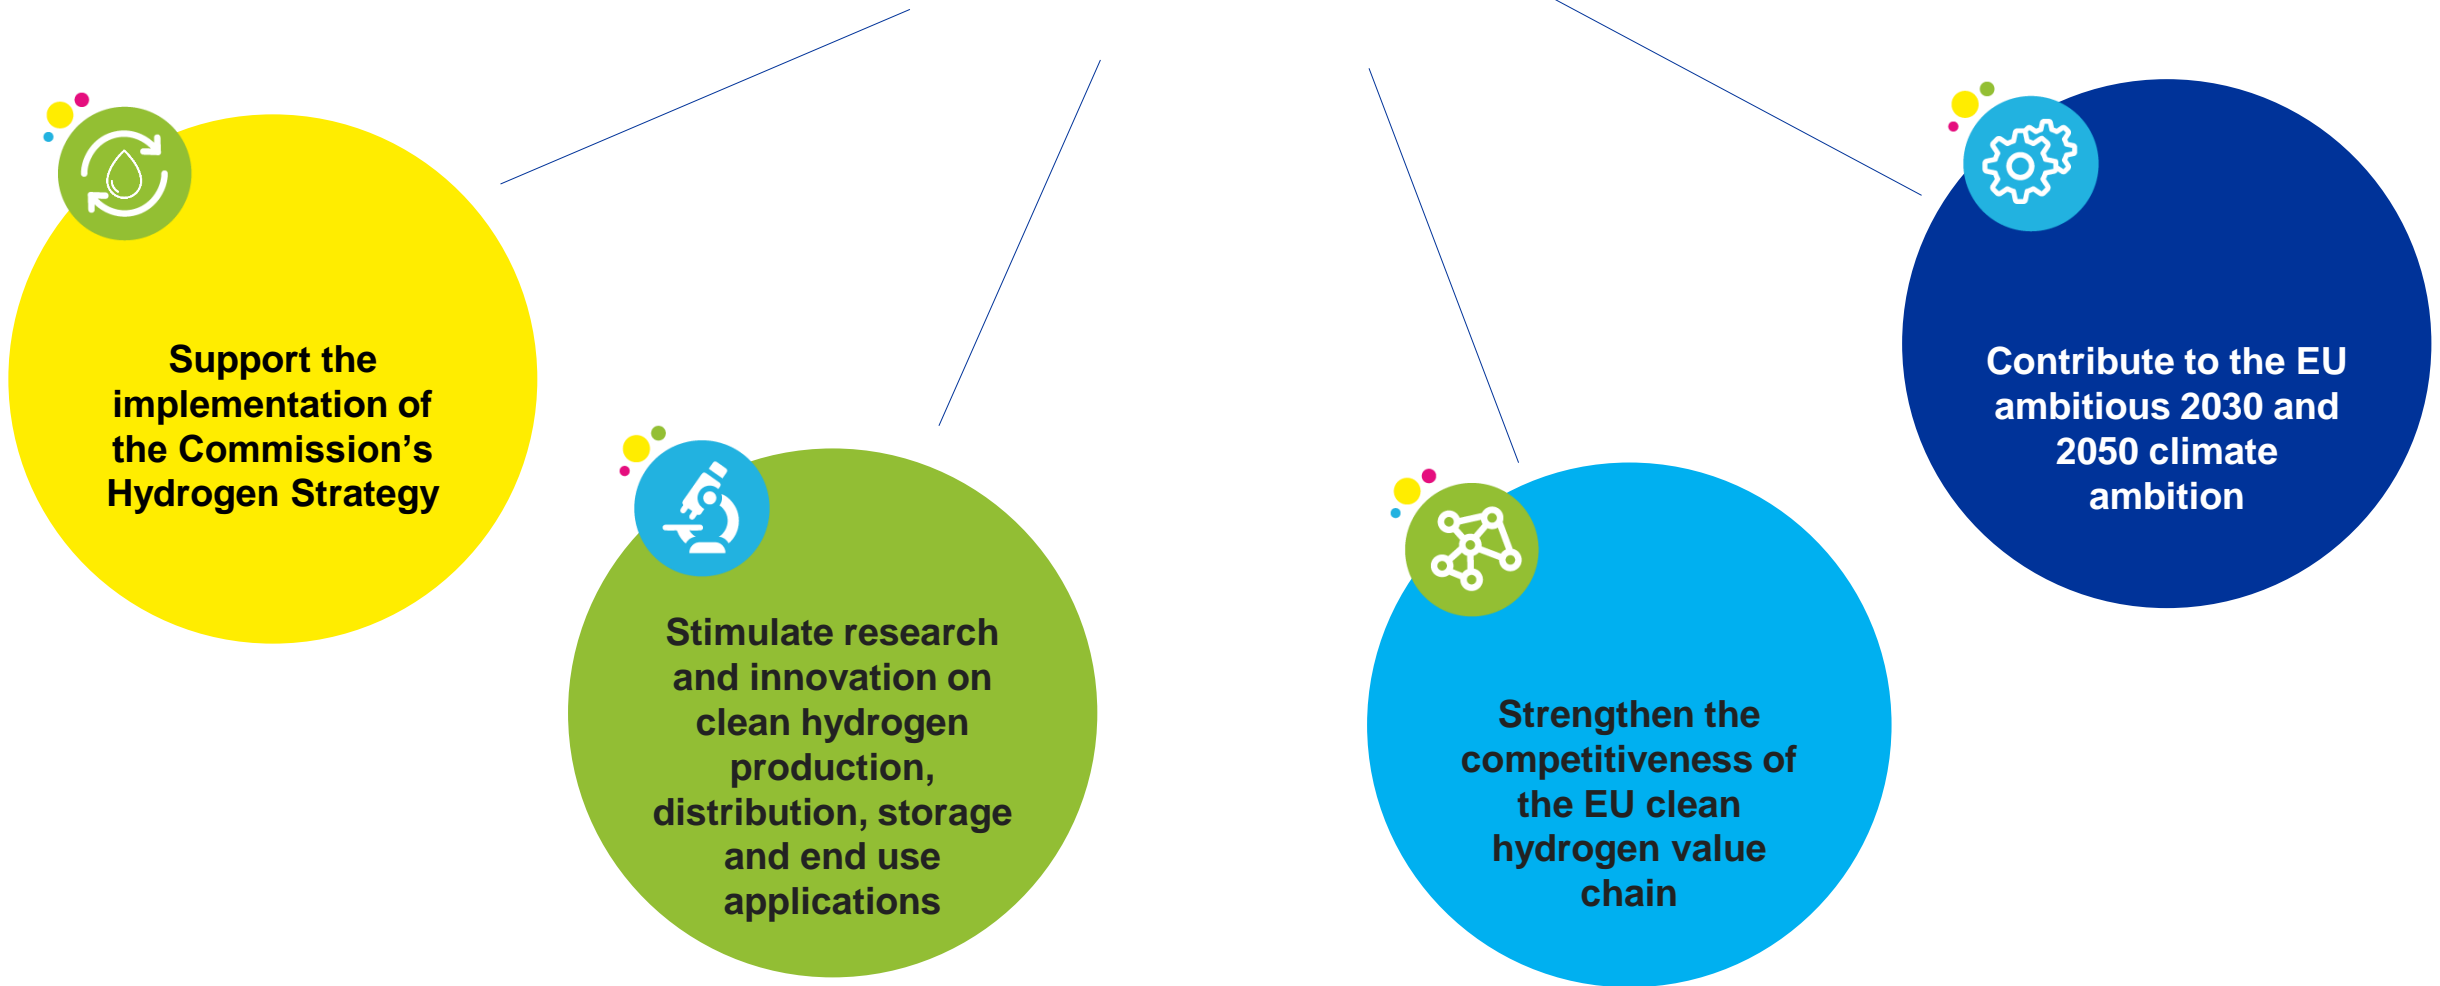 Support the
implementation of
the Commission's
Hydrogen Strategy
Stimulate research
and innovation on
clean hydrogen
production,
distribution, storage
and end use
applications
Strengthen the
competitiveness of
the EU clean
hydrogen value
chain
Contribute to the EU
ambitious 2030 and
2050 climate
ambition